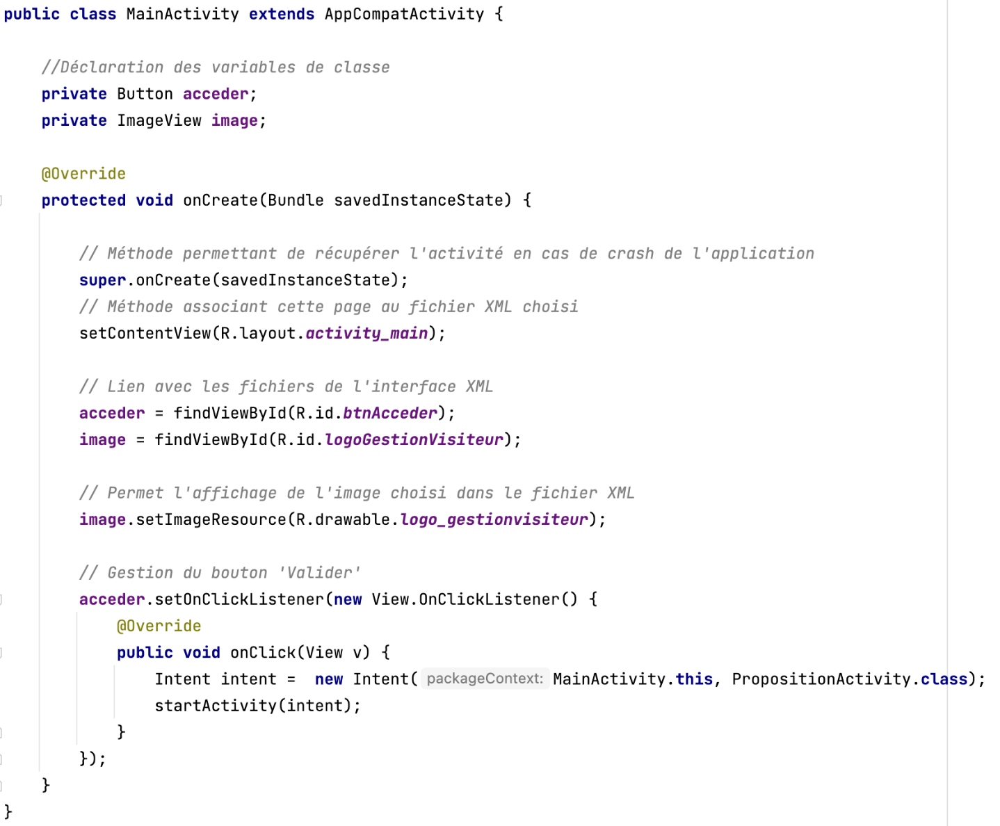 public class MainActivity extends AppCompatActivity {
//Déclaration des variables de classe
private Button acceder;
private ImageView image;
@Override
protected void onCreate(Bundle savedInstanceState) {
// Méthode permettant de récupérer l'activité en cas de crash de l'application
super.onCreate(savedInstanceState);
// Méthode associant cette page au fichier XML choisi
setContentView(R.layout.activity_main);
// Lien avec les fichiers de l'interface XML
acceder = findViewById(R.id.btnAcceder);
image = findViewById(R.id.logoGestionVisiteur);
// Permet l'affichage de l'image choisi dans le fichier XML
image.setImageResource(R.drawable.logo_gestionvisiteur);
// Gestion du bouton 'Valider'
acceder.setOnClickListener(new View.OnClickListener() {
@Override
public void onClick(View v) {
Intent intent =  new Intent( packageContext: MainActivity.this, PropositionActivity.class);
startActivity(intent);
}
});
}
}